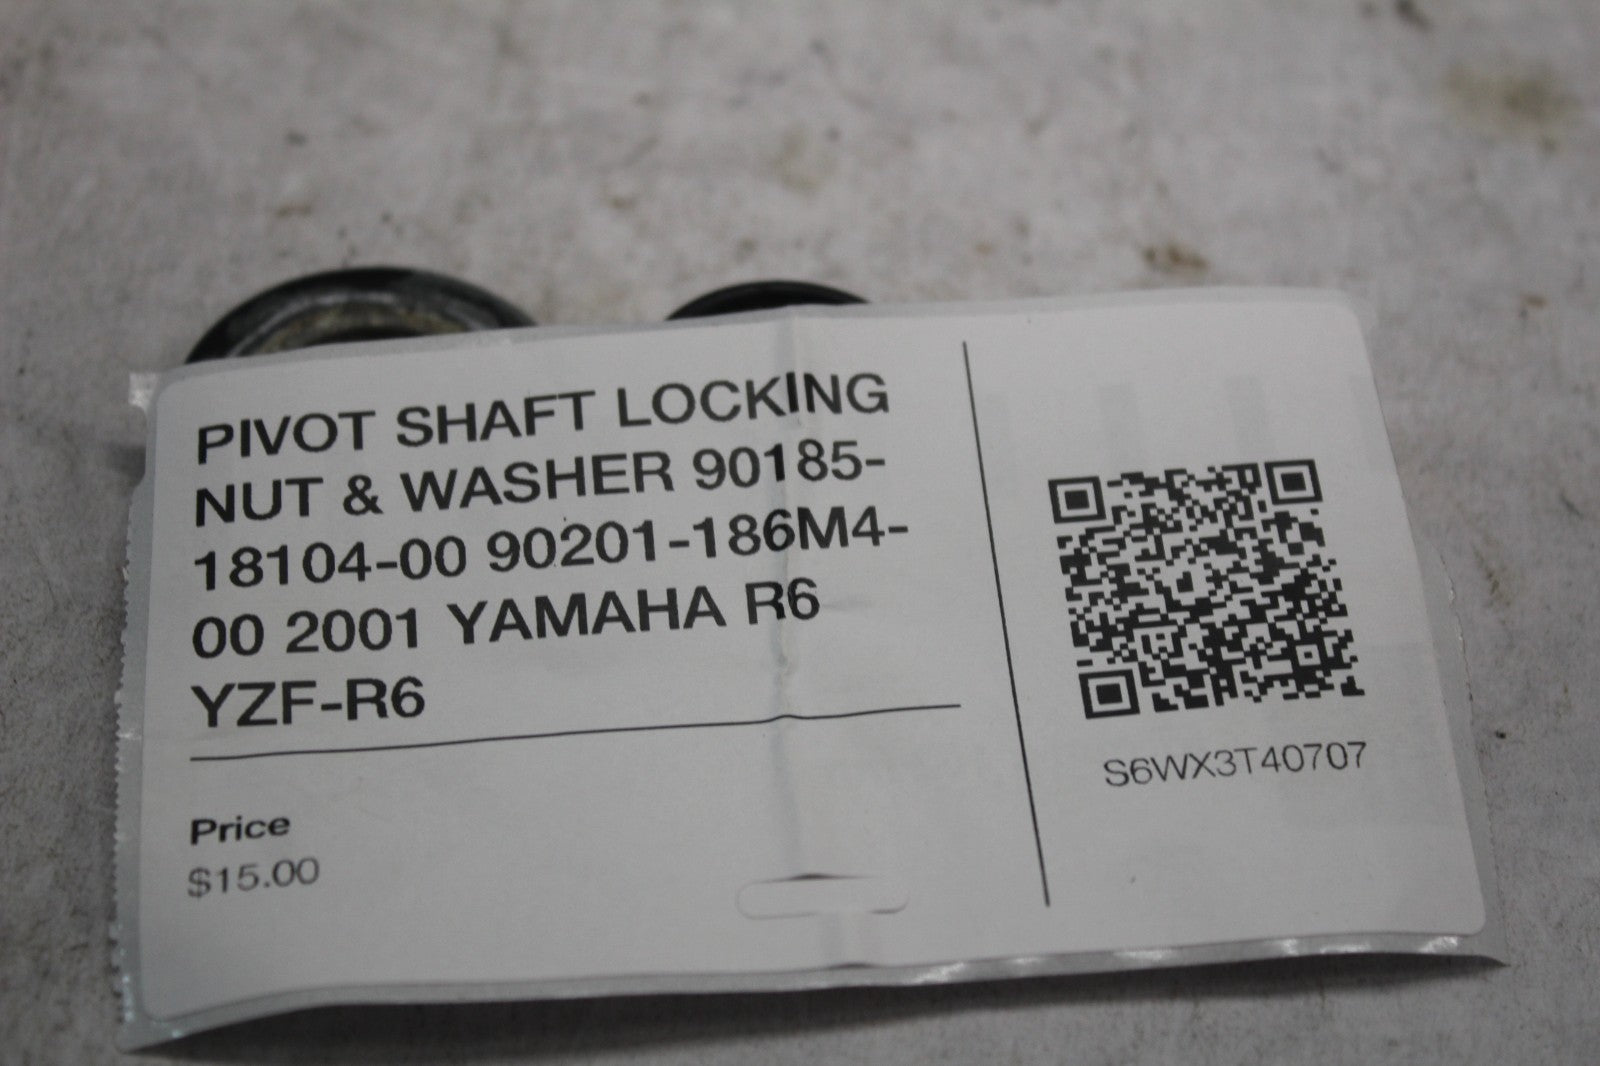 PIVOT SHAFT LOCKING
NUT & WASHER 90185-
18104-00 90201-186M4-
00 2001 YAMAHA R6
YZF-R6
Price
$15.00
S6WX3T40707